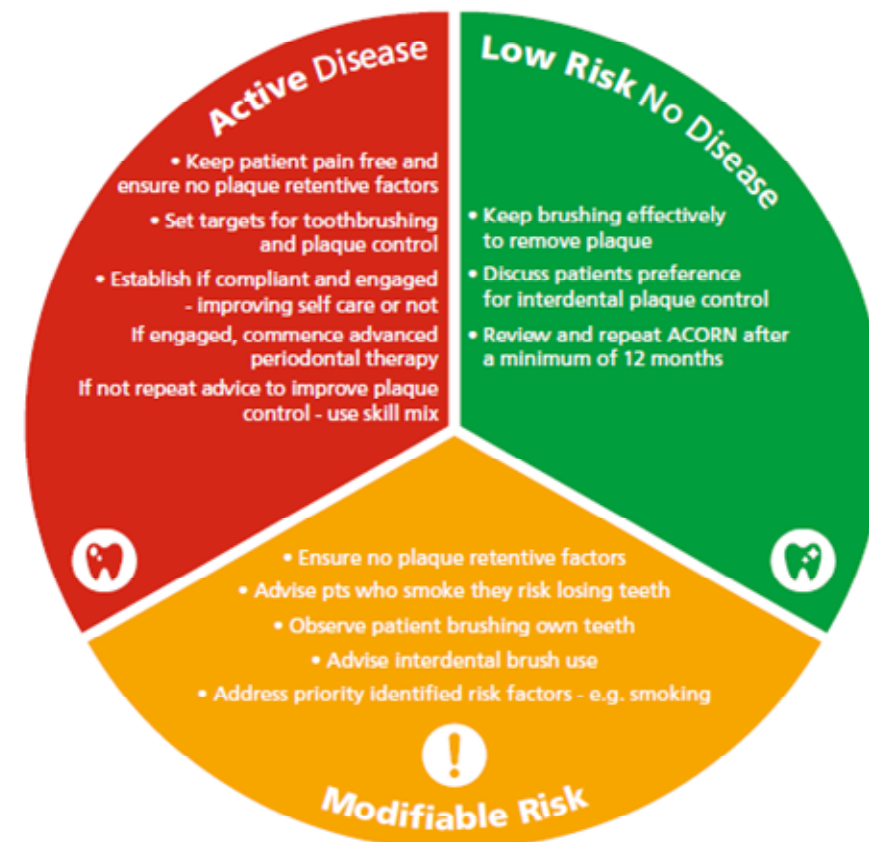 Active Disease
• Keep patient pain free and
ensure no plaque retentive factors
• Set targets for toothbrushing
and plaque control
• Establish if compliant and engaged
- improving self care or not
If engaged, commence advanced
periodontal therapy
If not repeat advice to improve plaque
control - use skill mix
Low Risk No Disease
• Keep brushing effectively
to remove plaque
• Discuss patients preference
for interdental plaque control
• Review and repeat ACORN after
a minimum of 12 months
• Ensure no plaque retentive factors
• Advise pts who smoke they risk losing teeth
• Observe patient brushing own teeth
• Advise interdental brush use
• Address priority identified risk factors - e.g. smoking
!
Modifiable Risk